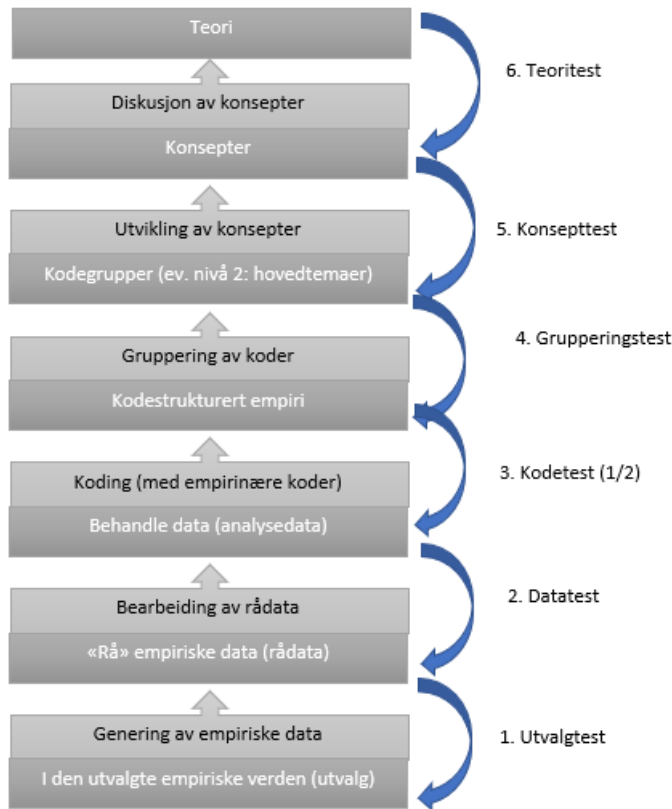 Teori
6. Teoritest
Diskusjon av konsepter
Konsepter
Utvikling av konsepter
5. Konsepttest
Kodegrupper (ev. nivå 2: hovedtemaer)
4. Grupperingstest
Gruppering av koder
Kodestrukturert empiri
3. Kodetest (1/2)
Koding (med empirinære koder)
Behandle data (analysedata)
2. Datatest
Bearbeiding av rådata
«Rå» empiriske data (rådata)
Genering av empiriske data
1. Utvalgtest
I den utvalgte empiriske verden (utvalg)